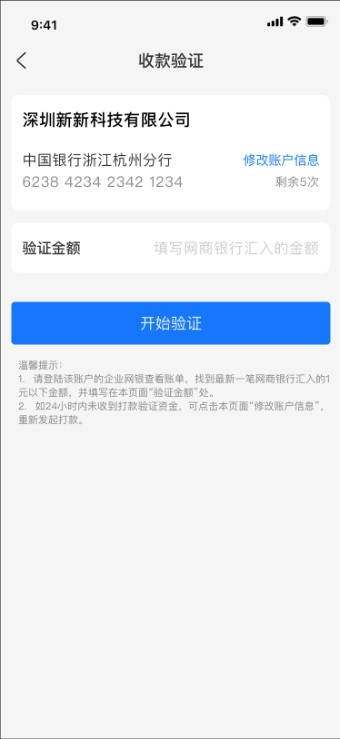 9:41
收款验证
深圳新新科技有限公司
中国银行浙江杭州分行 修改账户信息
6238 4234 2342 1234 剩余5次
验证金额 填写网商银行汇入的金额
开始验证
温馨提示：
1. 请登陆该账户的企业网银查看账单，找到最新一笔网商银行汇入的1
元以下金额，并填写在本页面“验证金额”处。
2. 如24小时内未收到打款验证资金，可点击本页面“修改账户信息”，
重新发起打款。